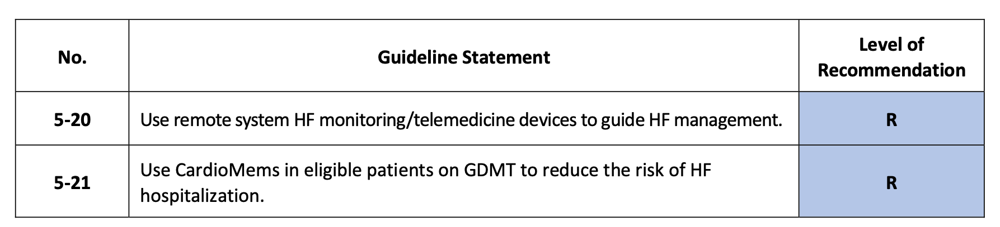 No.
Guideline Statement
Level of
Recommendation
5-20
Use remote system HF monitoring/telemedicine devices to guide HF management.
R
5-21
Use CardioMems in eligible patients on GDMT to reduce the risk of HF
hospitalization.
R